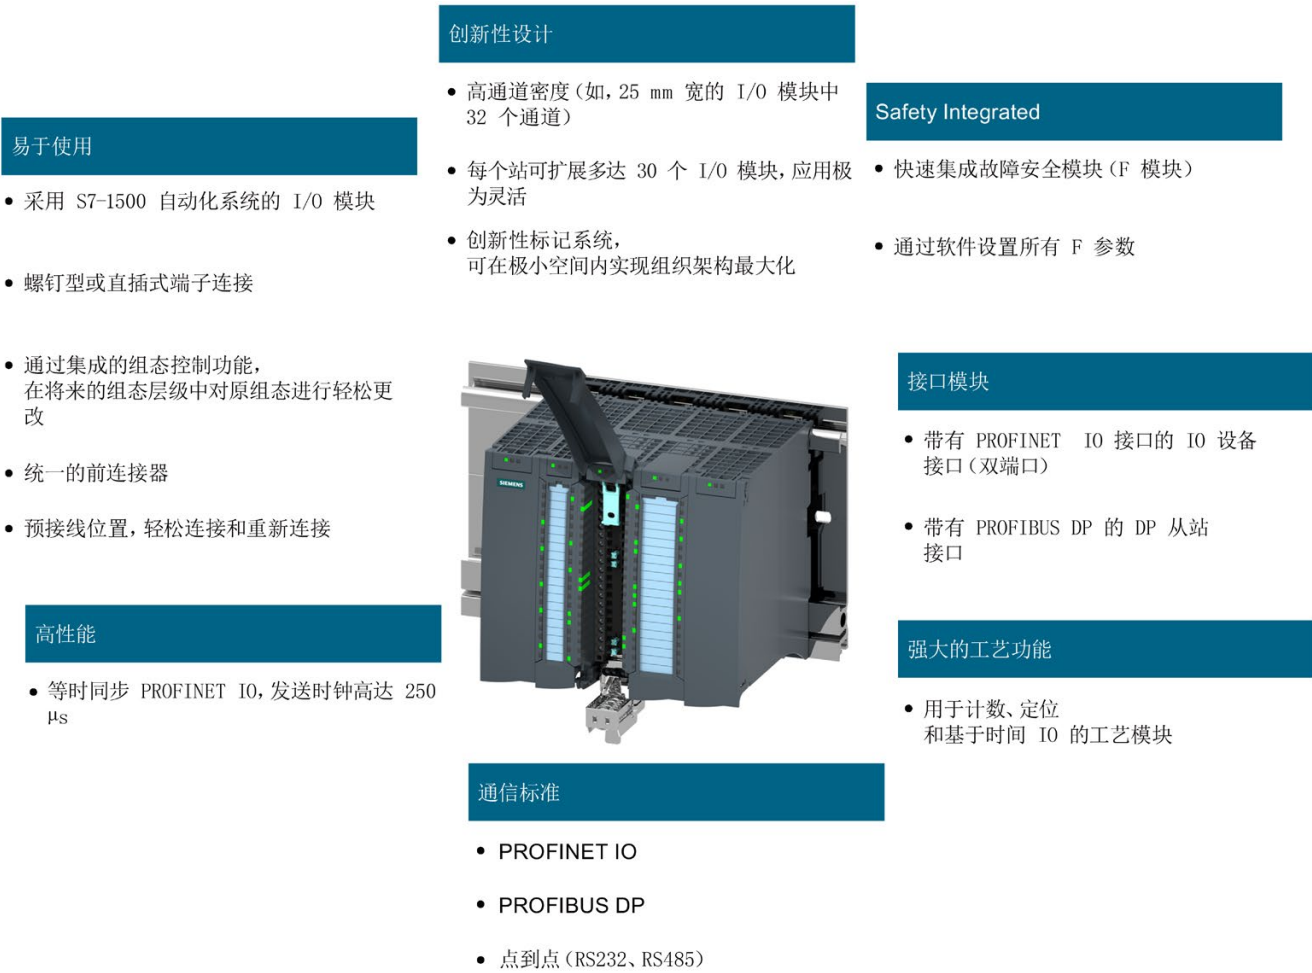 创新性设计
• 高通道密度(如,25 mm 宽的 I/O 模块中
32 个通道)
• 每个站可扩展多达 30 个 I/O 模块,应用极
为灵活
• 创新性标记系统,
可在极小空间内实现组织架构最大化
Safety Integrated
• 快速集成故障安全模块(F 模块)
• 通过软件设置所有 F 参数
易于使用
• 采用 S7-1500 自动化系统的 I/O 模块
• 螺钉型或直插式端子连接
• 通过集成的组态控制功能,
在将来的组态层级中对原组态进行轻松更
改
• 统一的前连接器
• 预接线位置,轻松连接和重新连接
SIEMENS
接口模块
• 带有 PROFINET IO 接口的 IO 设备
接口(双端口)
• 带有 PROFIBUS DP 的 DP 从站
接口
高性能
• 等时同步 PROFINET IO,发送时钟高达 250
μs
强大的工艺功能
• 用于计数、定位
和基于时间 IO 的工艺模块
通信标准
• PROFINET IO
• PROFIBUS DP
• 点到点(RS232、RS485)